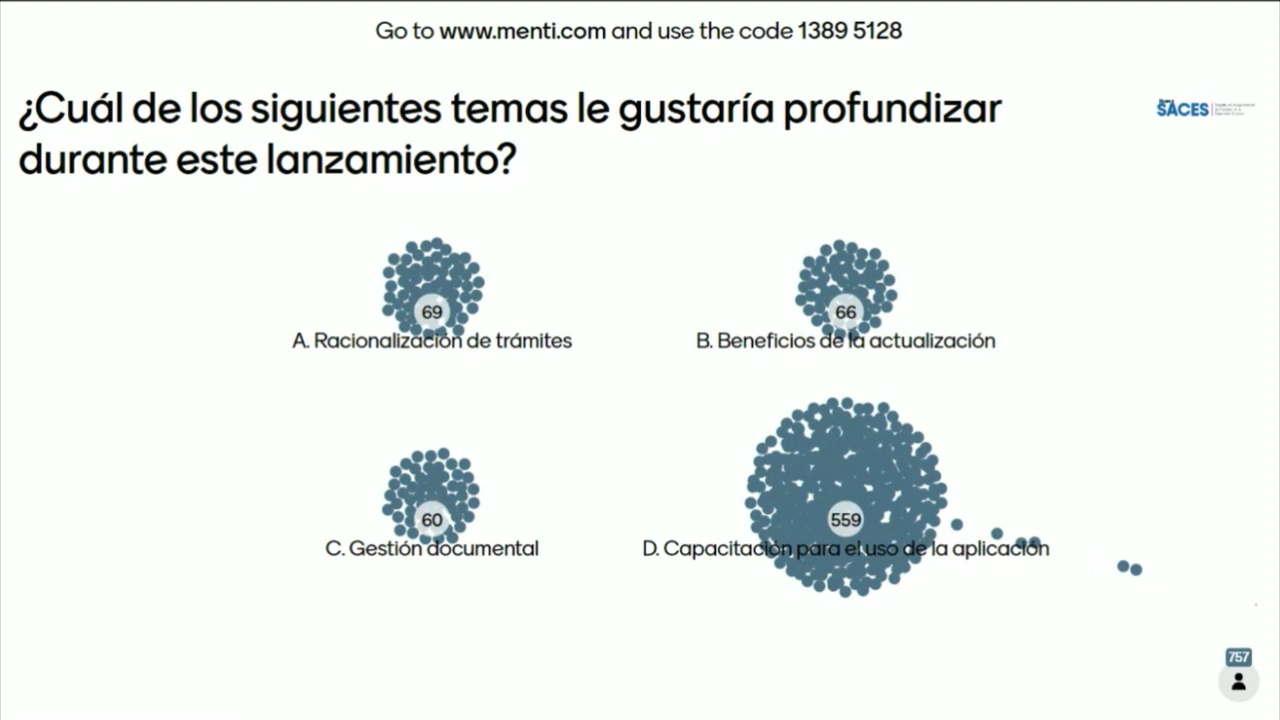 Go to www.menti.com and use the code 1389 5128
¿Cuál de los siguientes temas le gustaría profundizar
durante este lanzamiento?
SACES
69
A. Racionalización de trámites
66
B. Beneficios de la actualización
60
C. Gestión documental
559
D. Capacitación para el uso de la aplicación
757